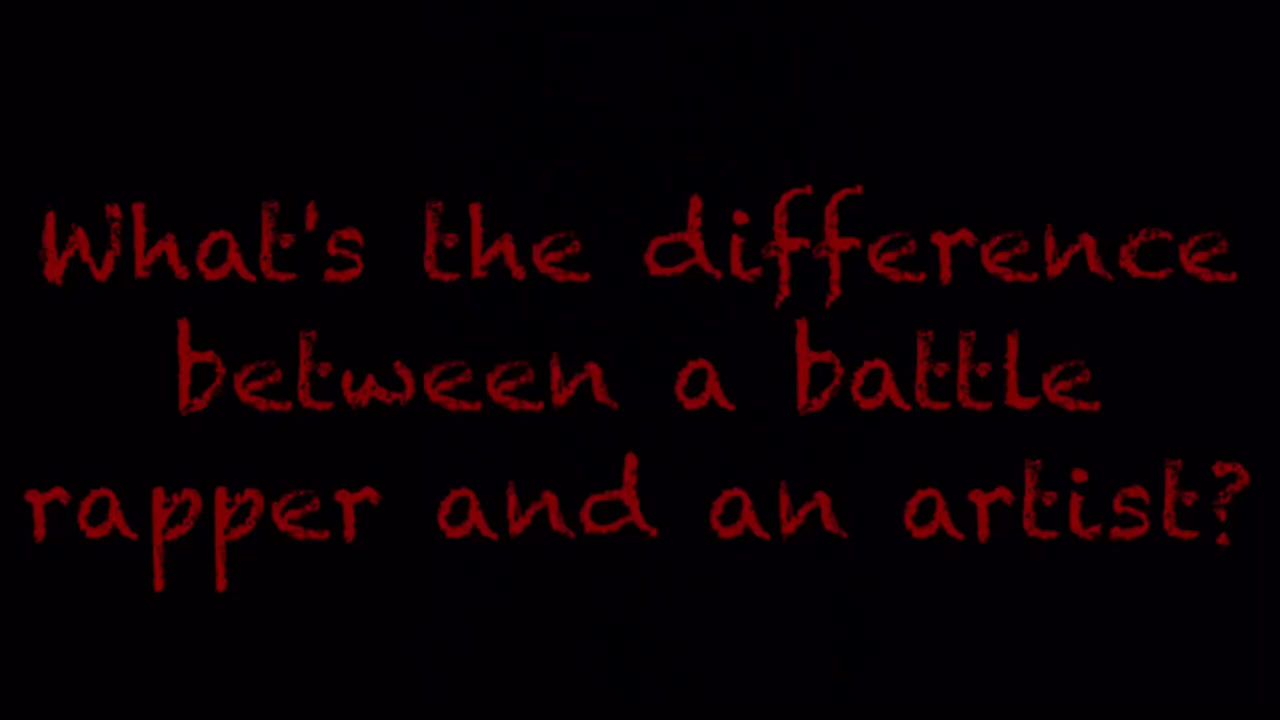 What's the difference
between a battle
rapper and an artist?